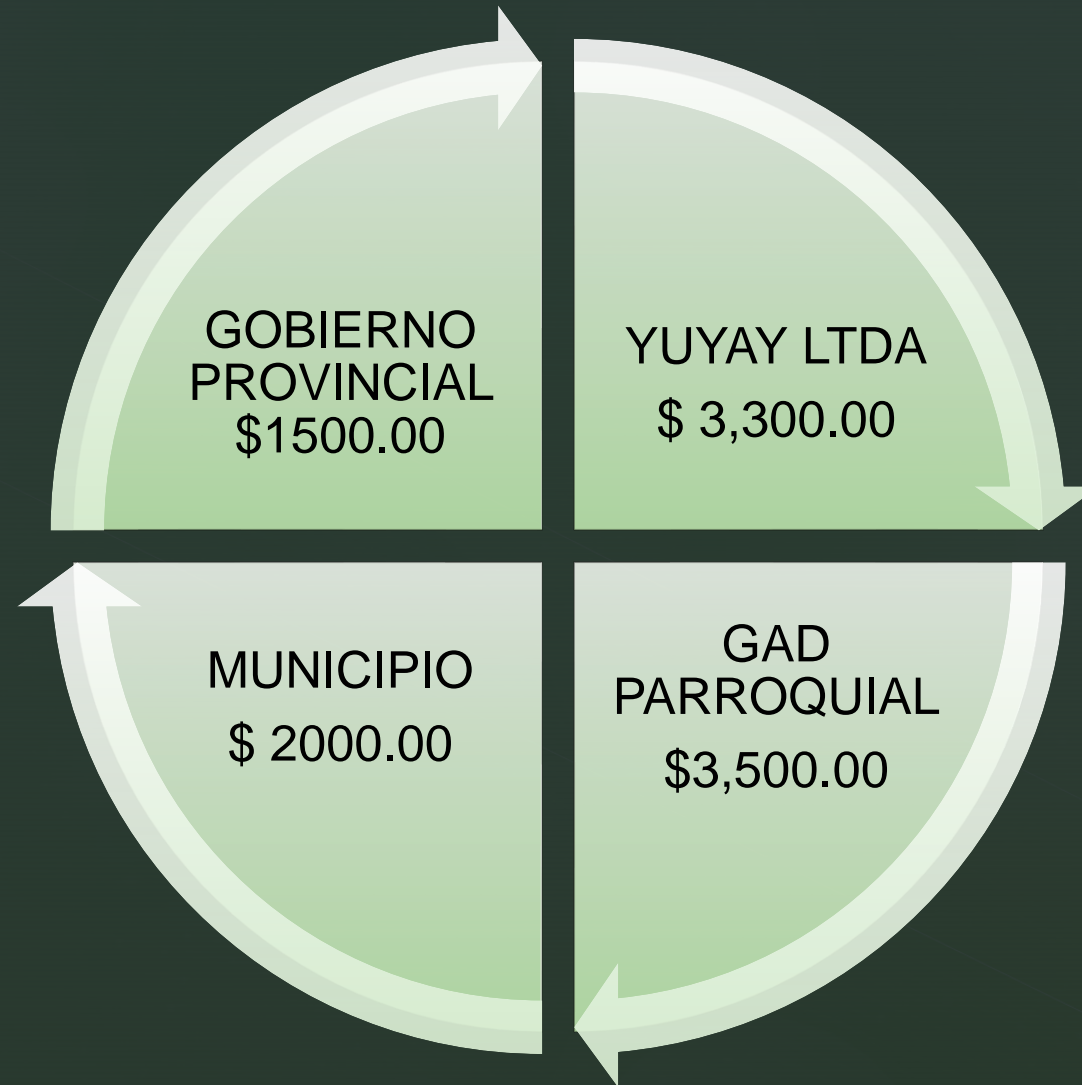 GOBIERNO
PROVINCIAL
$1500.00
YUYAY LTDA
$ 3,300.00
MUNICIPIO
$ 2000.00
GAD
PARROQUIAL
$3,500.00